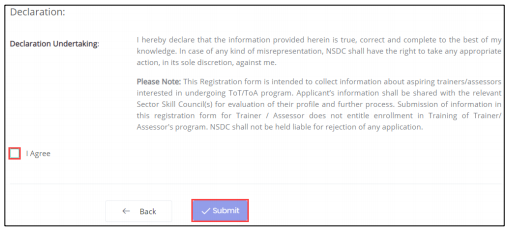 Declaration:
Declaration Undertaking:
I hereby declare that the information provided herein is true, correct and complete to the best of my
knowledge. In case of any kind of misrepresentation, NSDC shall have the right to take any appropriate
action, in its sole discretion, against me.
Please Note: This Registration form is intended to collect information about aspiring trainers/assessors
interested in undergoing ToT/ToA program. Applicant's information shall be shared with the relevant
Sector Skill Council(s) for evaluation of their profile and further process. Submission of information in
this registration form for Trainer / Assessor does not entitle enrollment in Training of Trainer/
Assessor's program. NSDC shall not be held liable for rejection of any application.
I Agree
← Back
✓ Submit